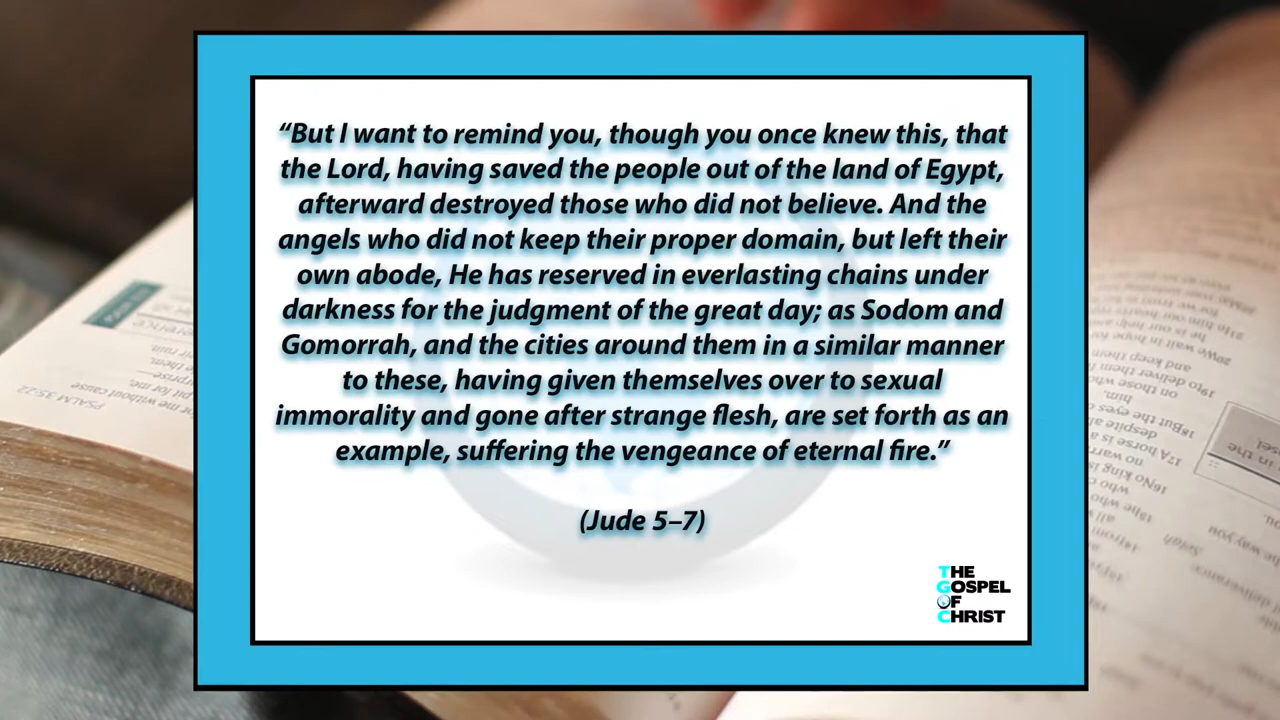 “But I want to remind you, though you once knew this, that
the Lord, having saved the people out of the land of Egypt,
afterward destroyed those who did not believe. And the
angels who did not keep their proper domain, but left their
own abode, He has reserved in everlasting chains under
darkness for the judgment of the great day; as Sodom and
Gomorrah, and the cities around them in a similar manner
to these, having given themselves over to sexual
immorality and gone after strange flesh, are set forth as an
example, suffering the vengeance of eternal fire.”
(Jude 5–7)
THE
GOSPEL
OF
CHRIST
PSALM 35:22